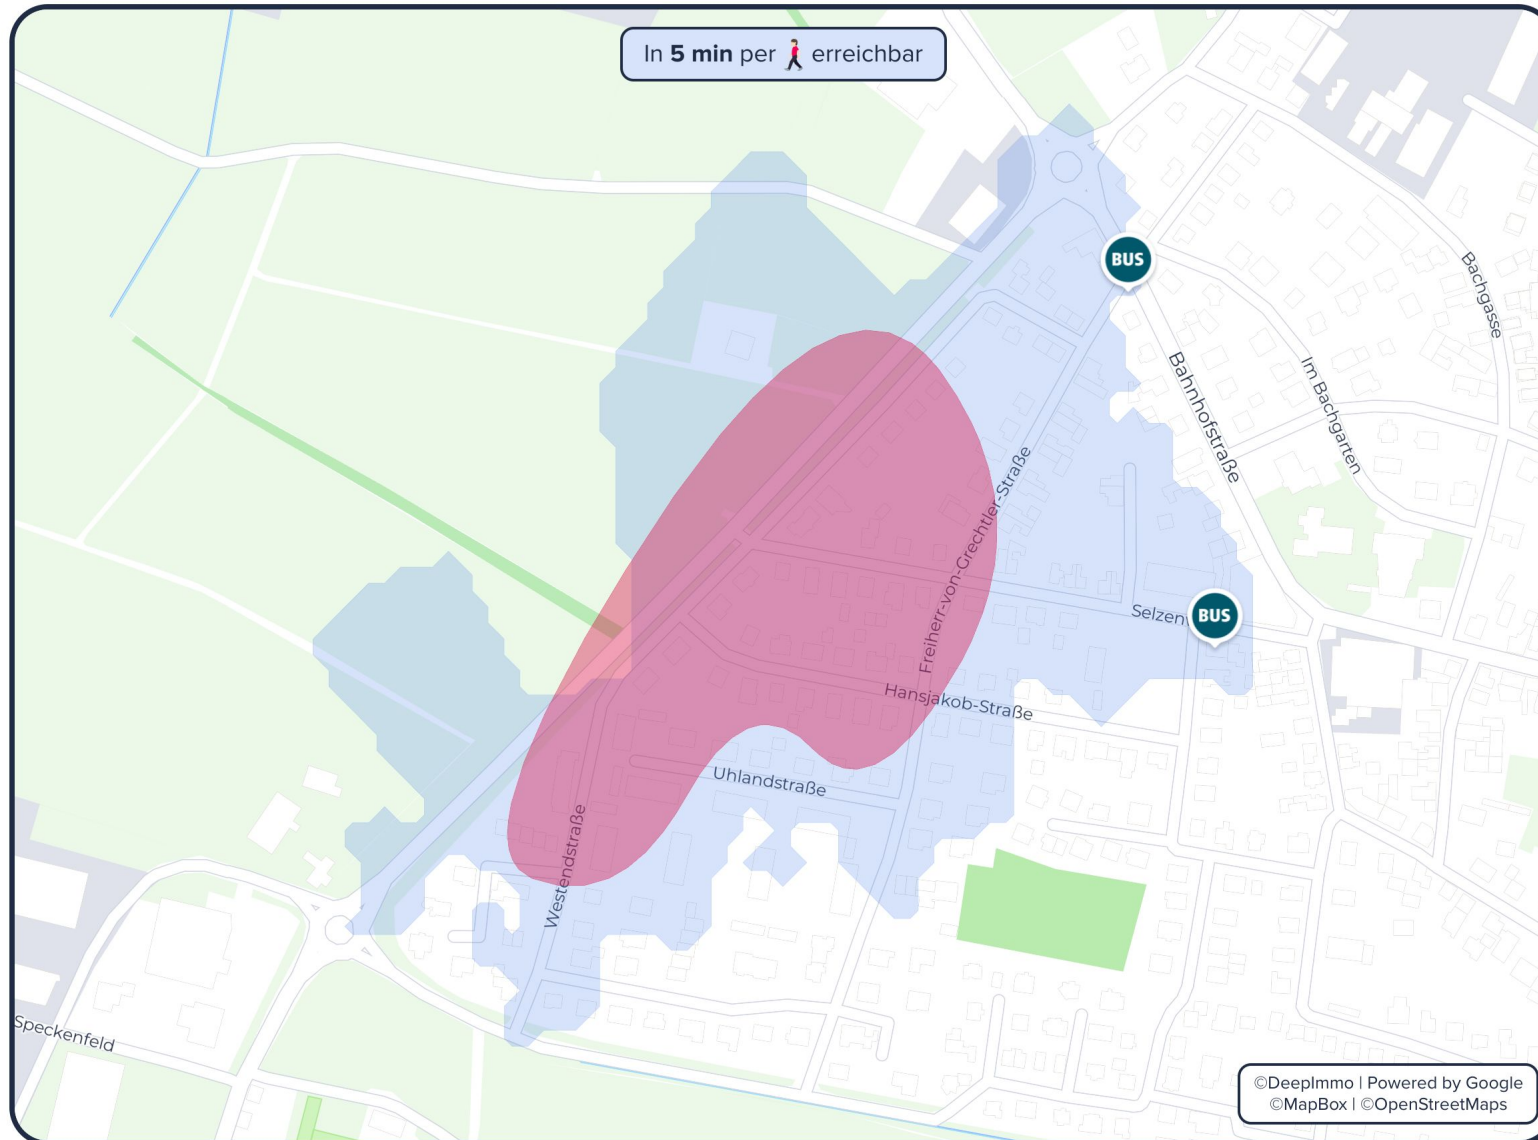 In 5 min per erreichbar
BUS
Bachgasse
Bahnhofstraße
Im Bachgarten
Freiherr-von-Grechtler-Straße
BUS
Hansjakob-Straße
Uhlandstraße
Westendstraße
Speckenfeld
©DeepImmo | Powered by Google
©MapBox | ©OpenStreetMaps